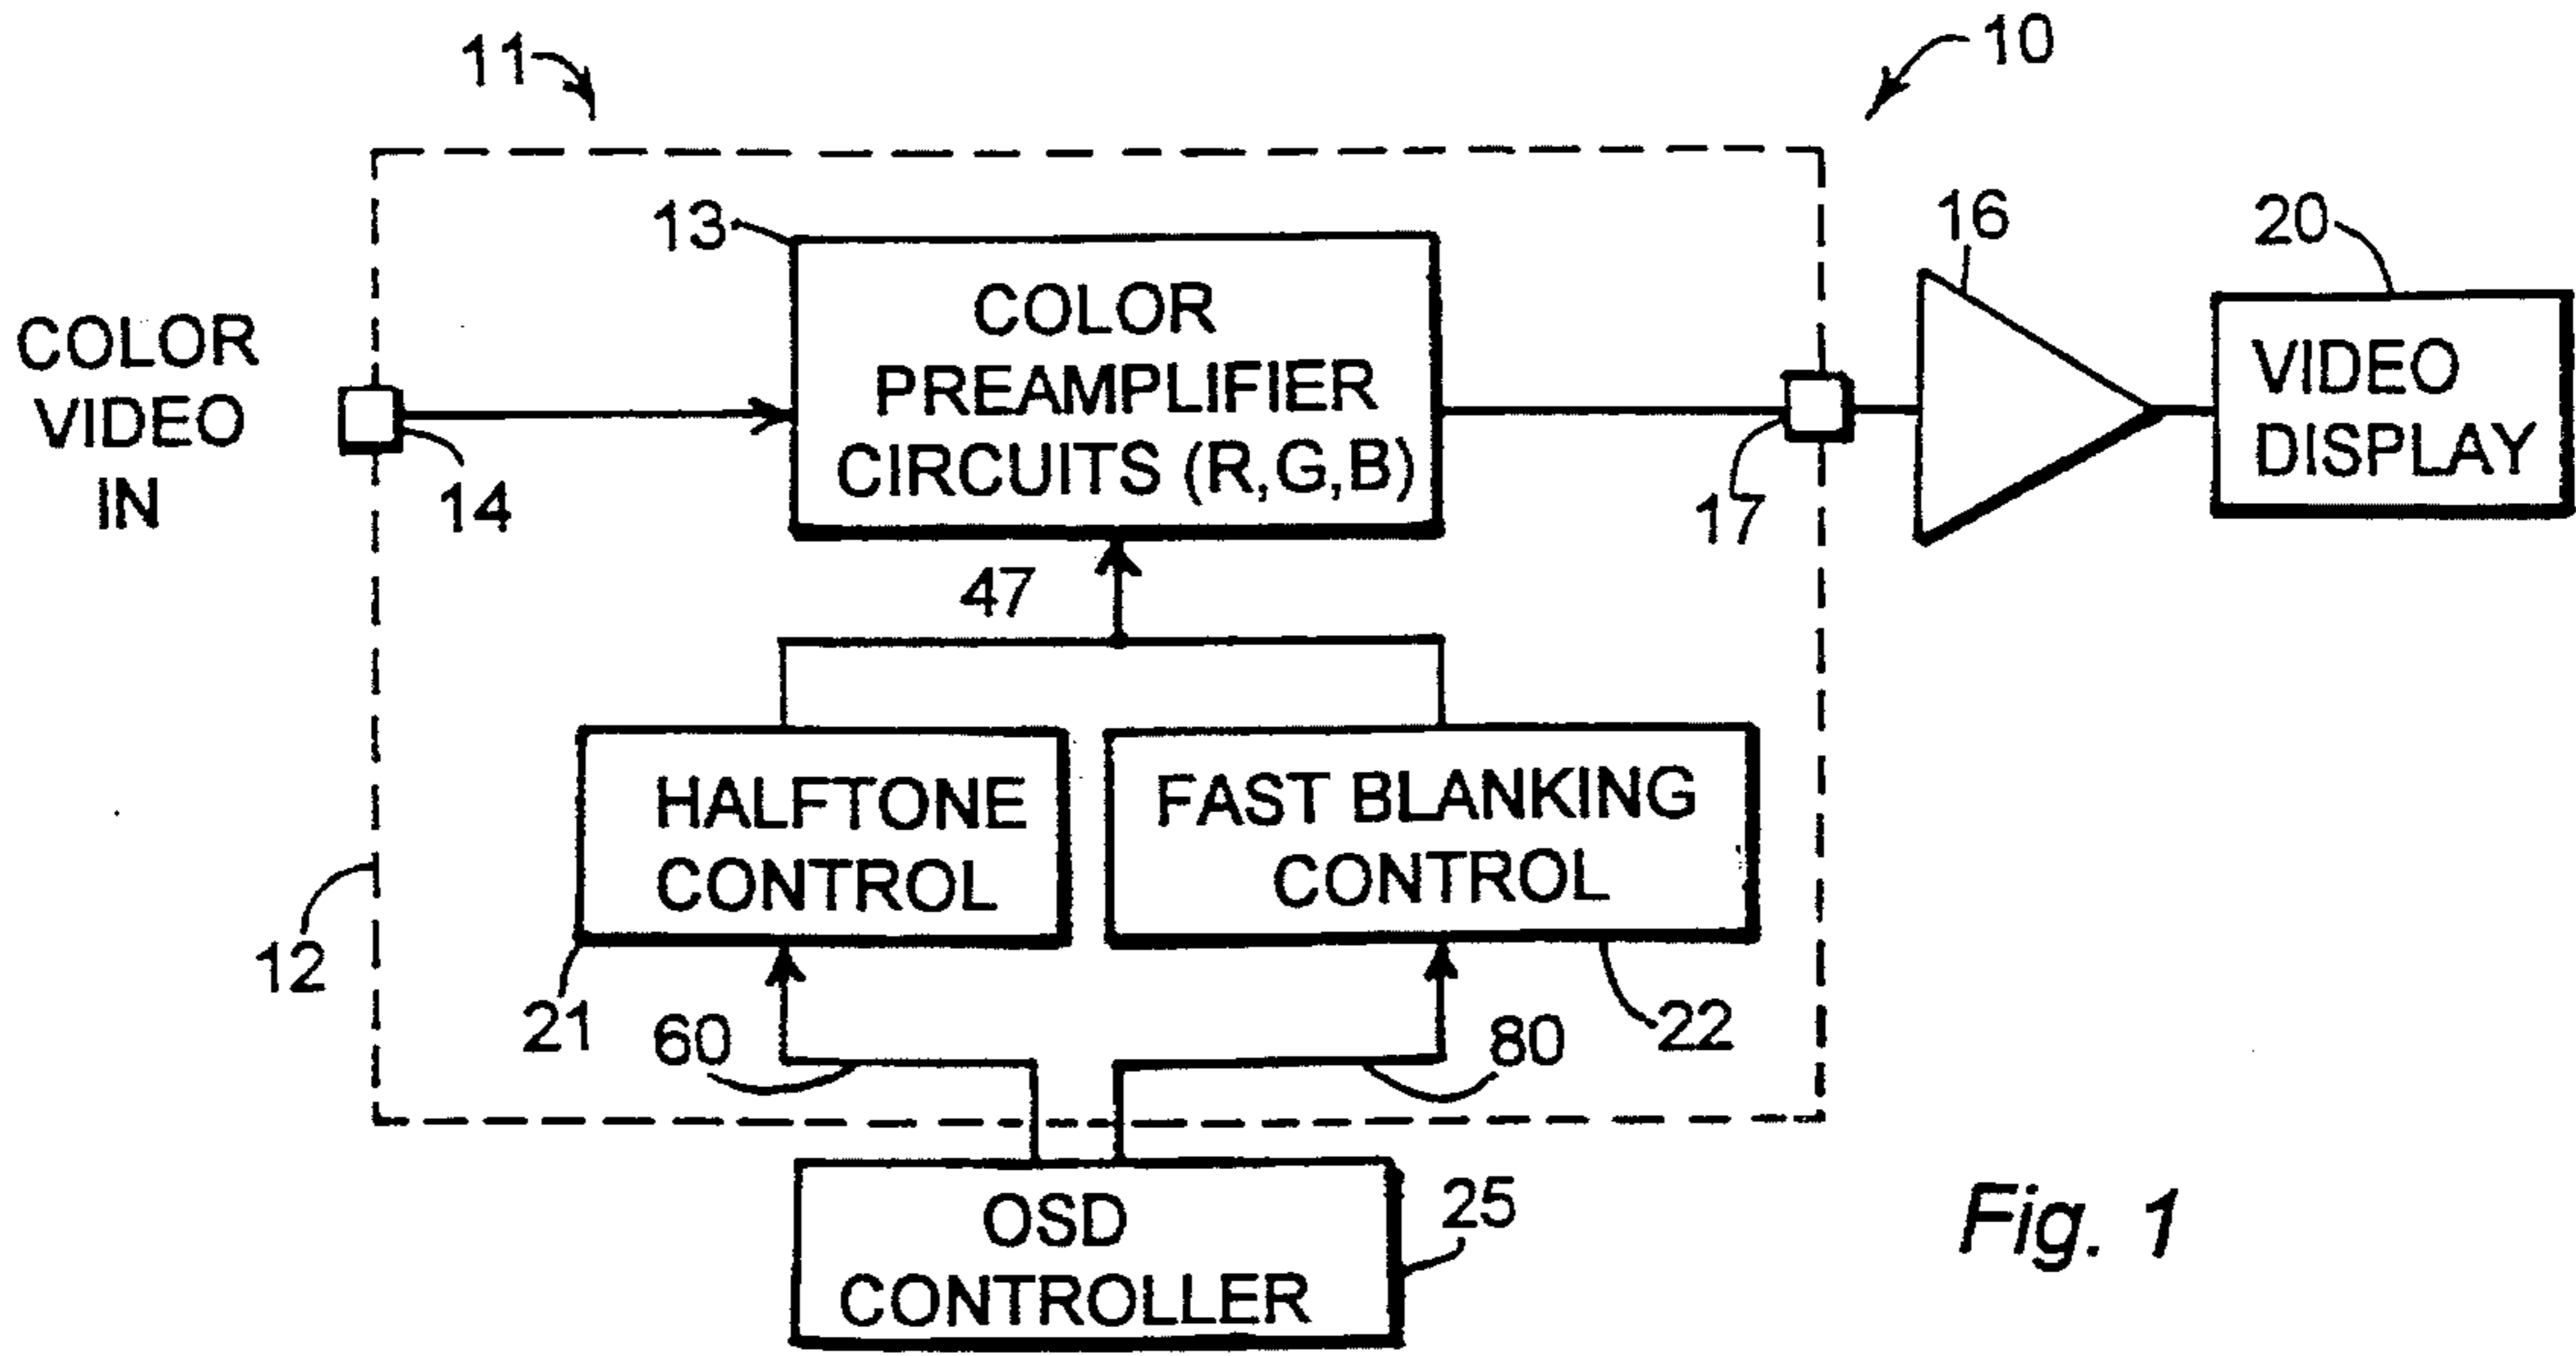 11
10
13
16
20
COLOR
VIDEO
IN
14
COLOR
PREAMPLIFIER
CIRCUITS (R,G,B)
17
VIDEO
DISPLAY
47
HALFTONE
CONTROL
FAST BLANKING
CONTROL
12
21
60
80
22
OSD
CONTROLLER
25
Fig. 1